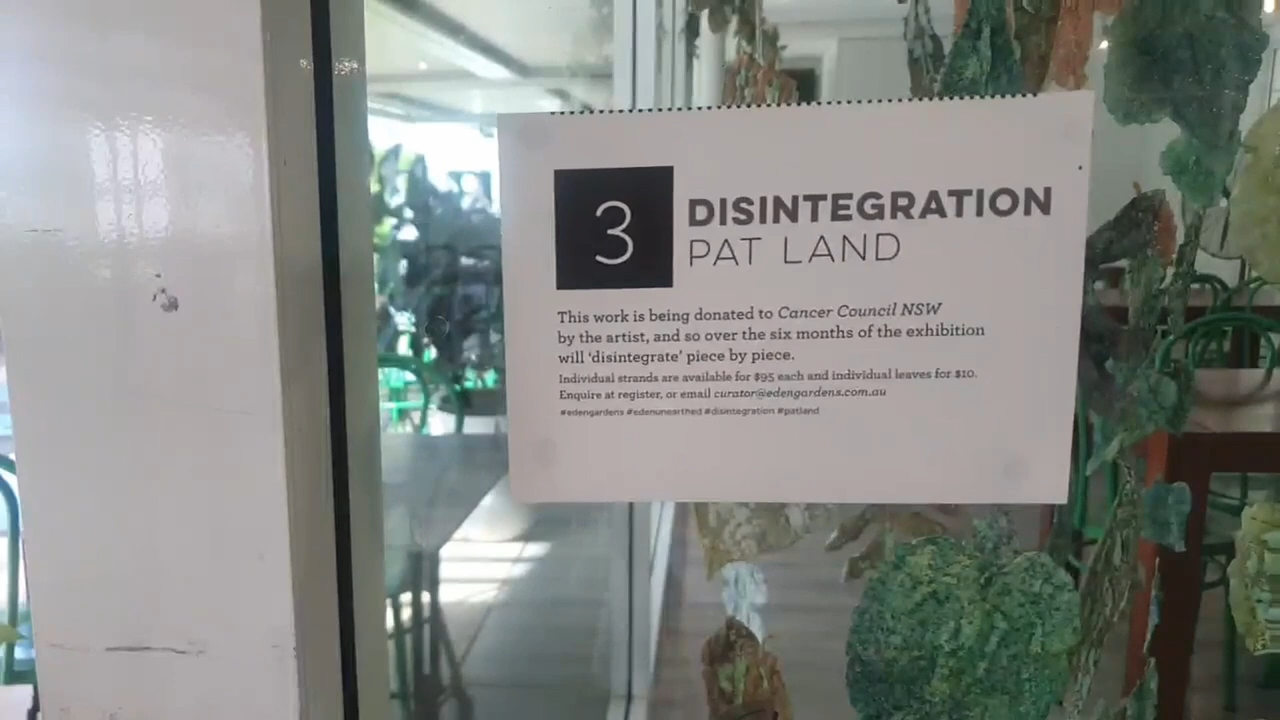 3
DISINTEGRATION
PAT LAND
This work is being donated to Cancer Council NSW
by the artist, and so over the six months of the exhibition
will ‘disintegrate’ piece by piece.
Individual strands are available for $95 each and individual leaves for $10.
Enquire at register, or email curator@edengardens.com.au
#edengardens #edenunearthed #disintegration #patland